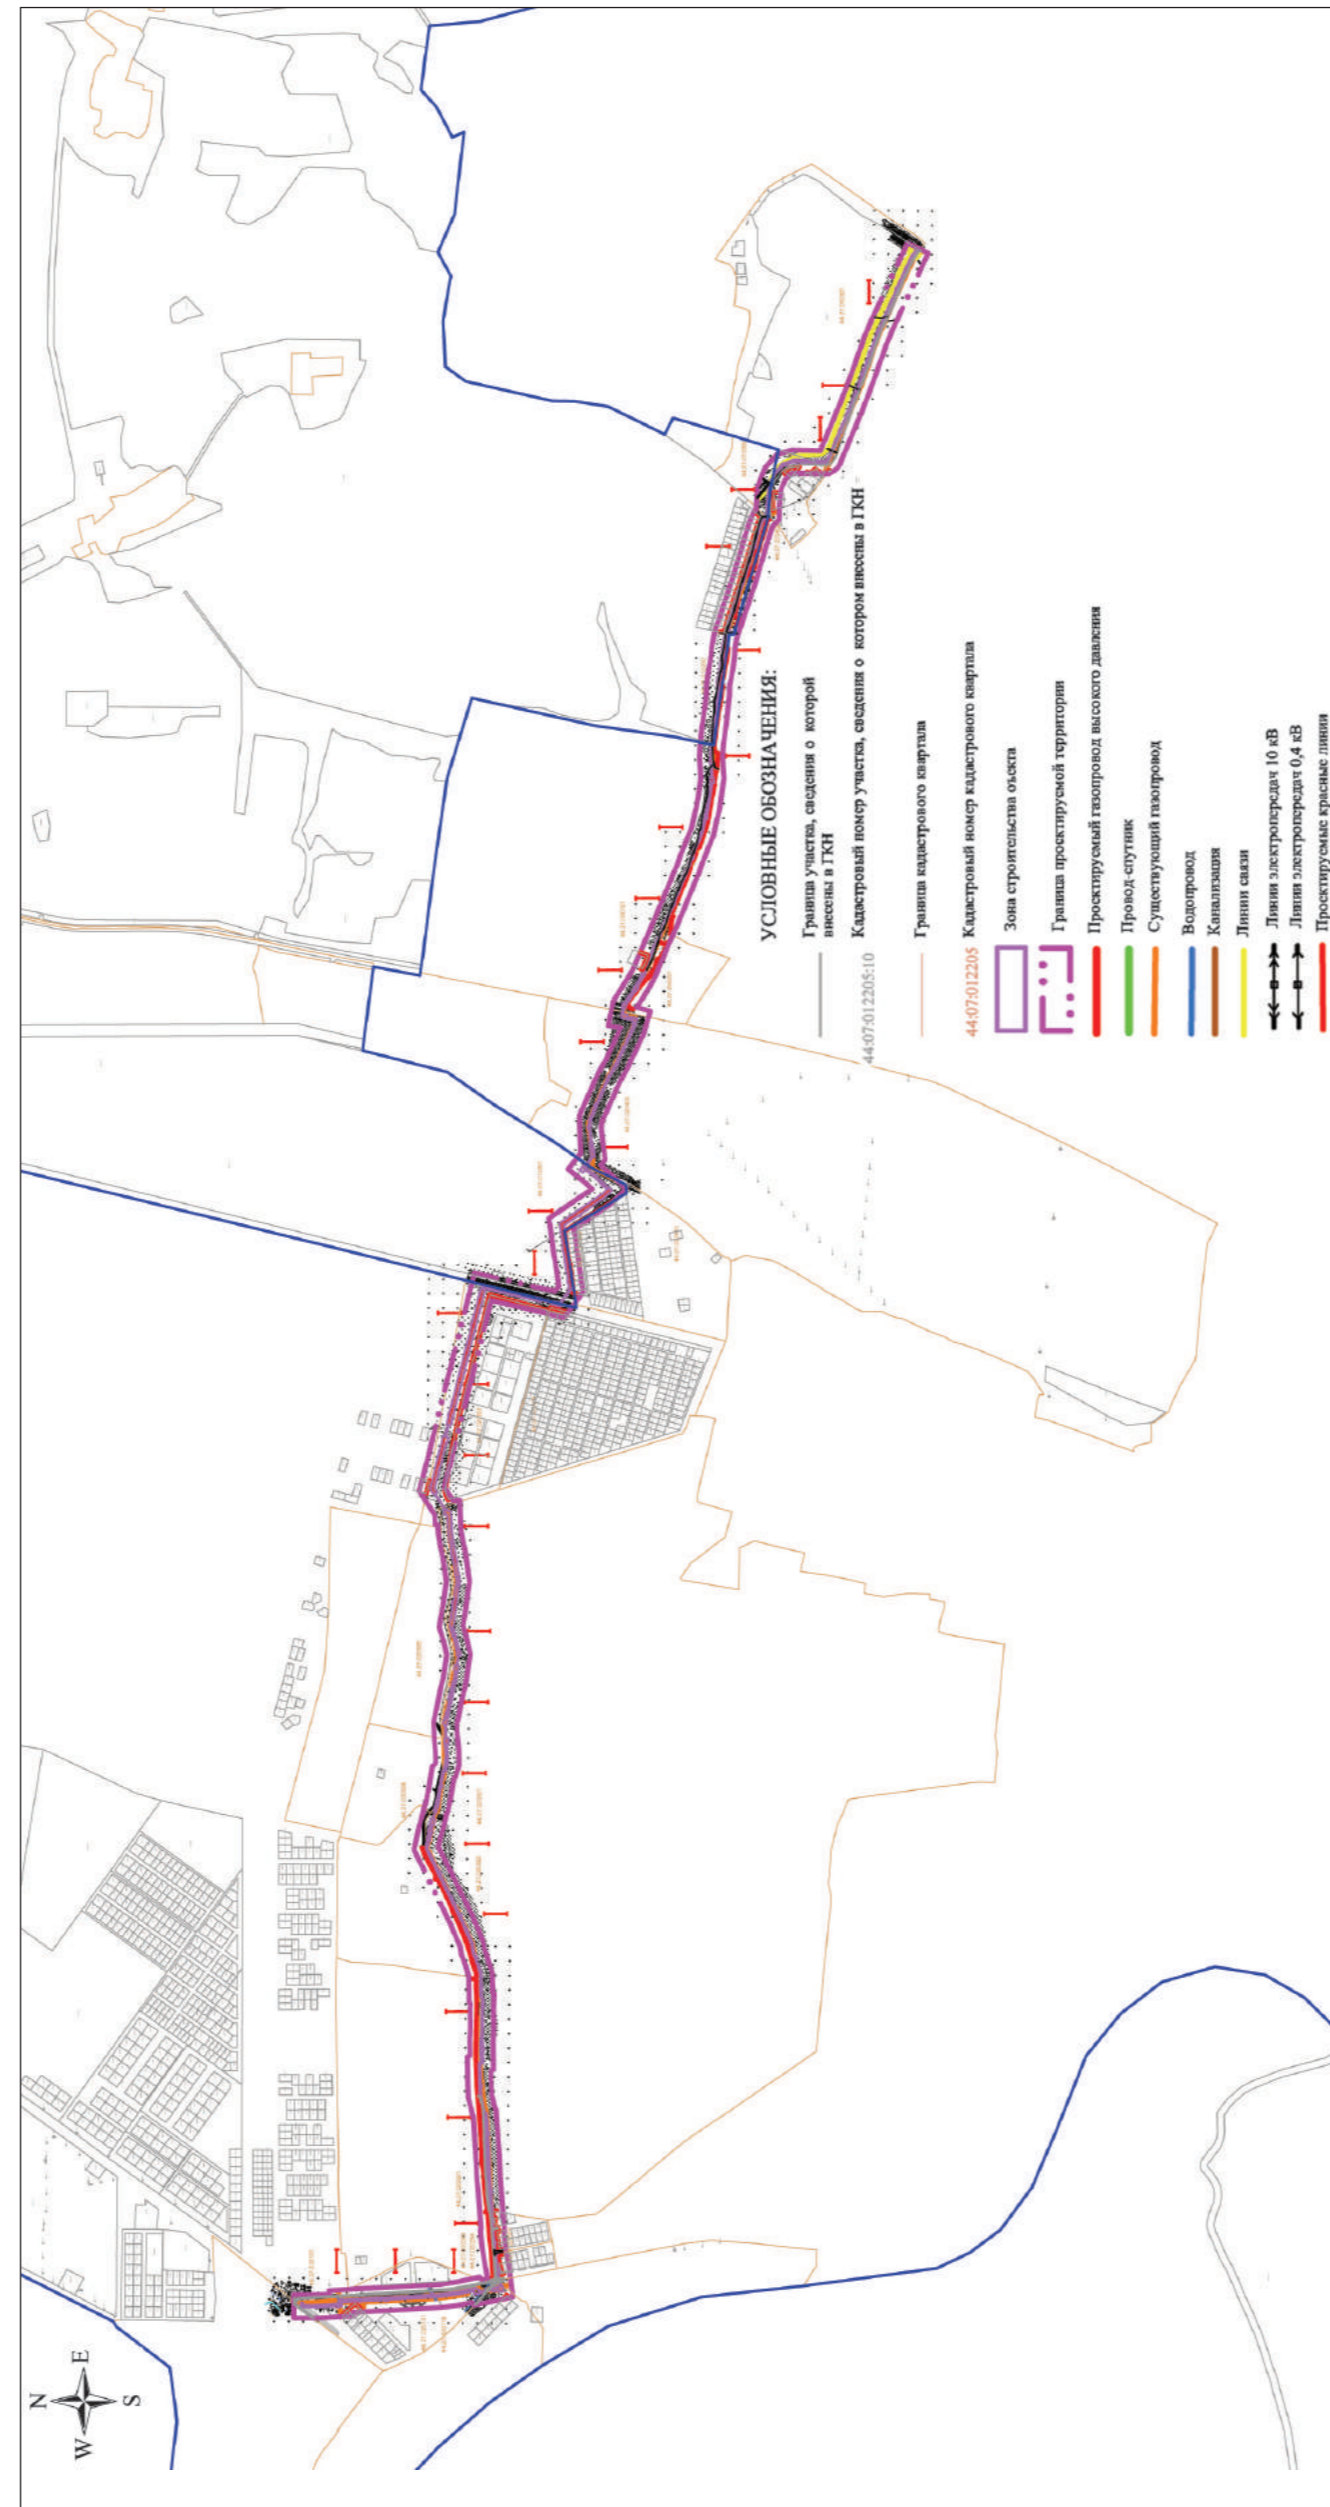 N
W
E
S
УСЛОВНЫЕ ОБОЗНАЧЕНИЯ:
Граница участка, сведения о которой
внесены в ГКН
44:07:012205:10
Кадастровый номер участка, сведения о котором внесены в ГКН
Граница кадастрового квартала
44:07:012205
Кадастровый номер кадастрового квартала
Зона строительства оъекта
Граница проектируемой территории
Проектируемый газопровод высокого давления
Провод-спутник
Существующий газопровод
Водопровод
Канализация
Линии связи
Линии электропередач 10 кВ
Линии электропередач 0,4 кВ
Проектируемые красные линии